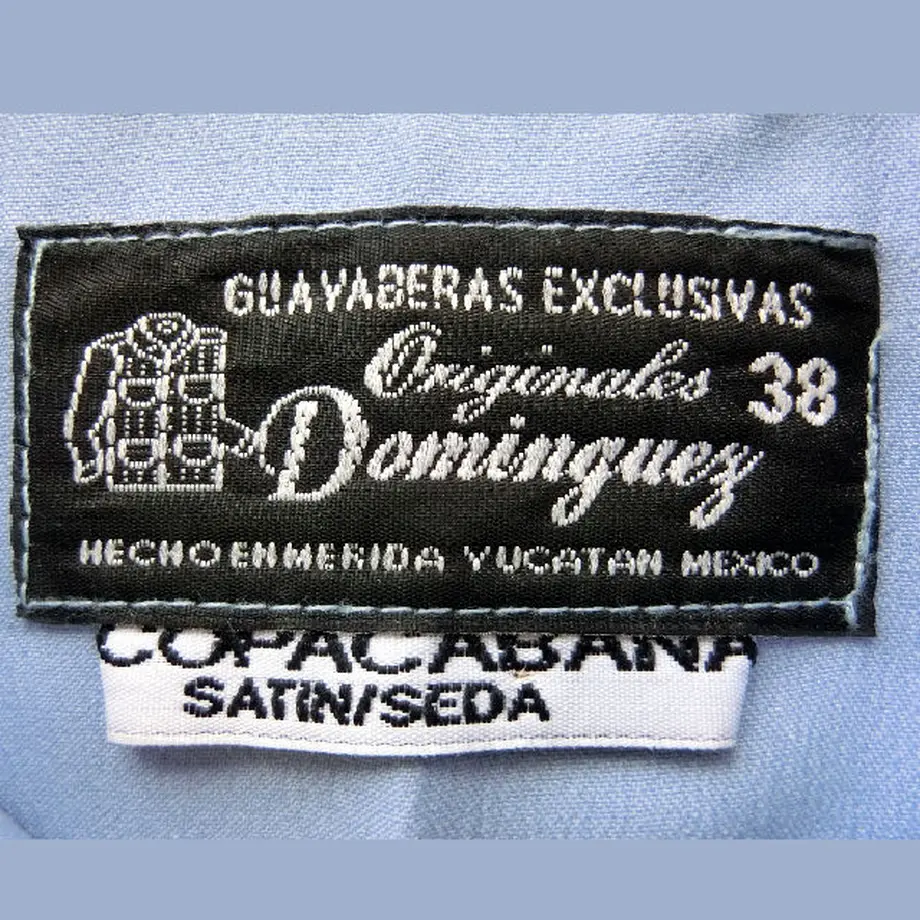 GUAYABERAS EXCLUSIVAS
Originales 38
Dominguez
HECHO EN MERIDA YUCATAN MEXICO
COPACABANA
SATIN/SEDA